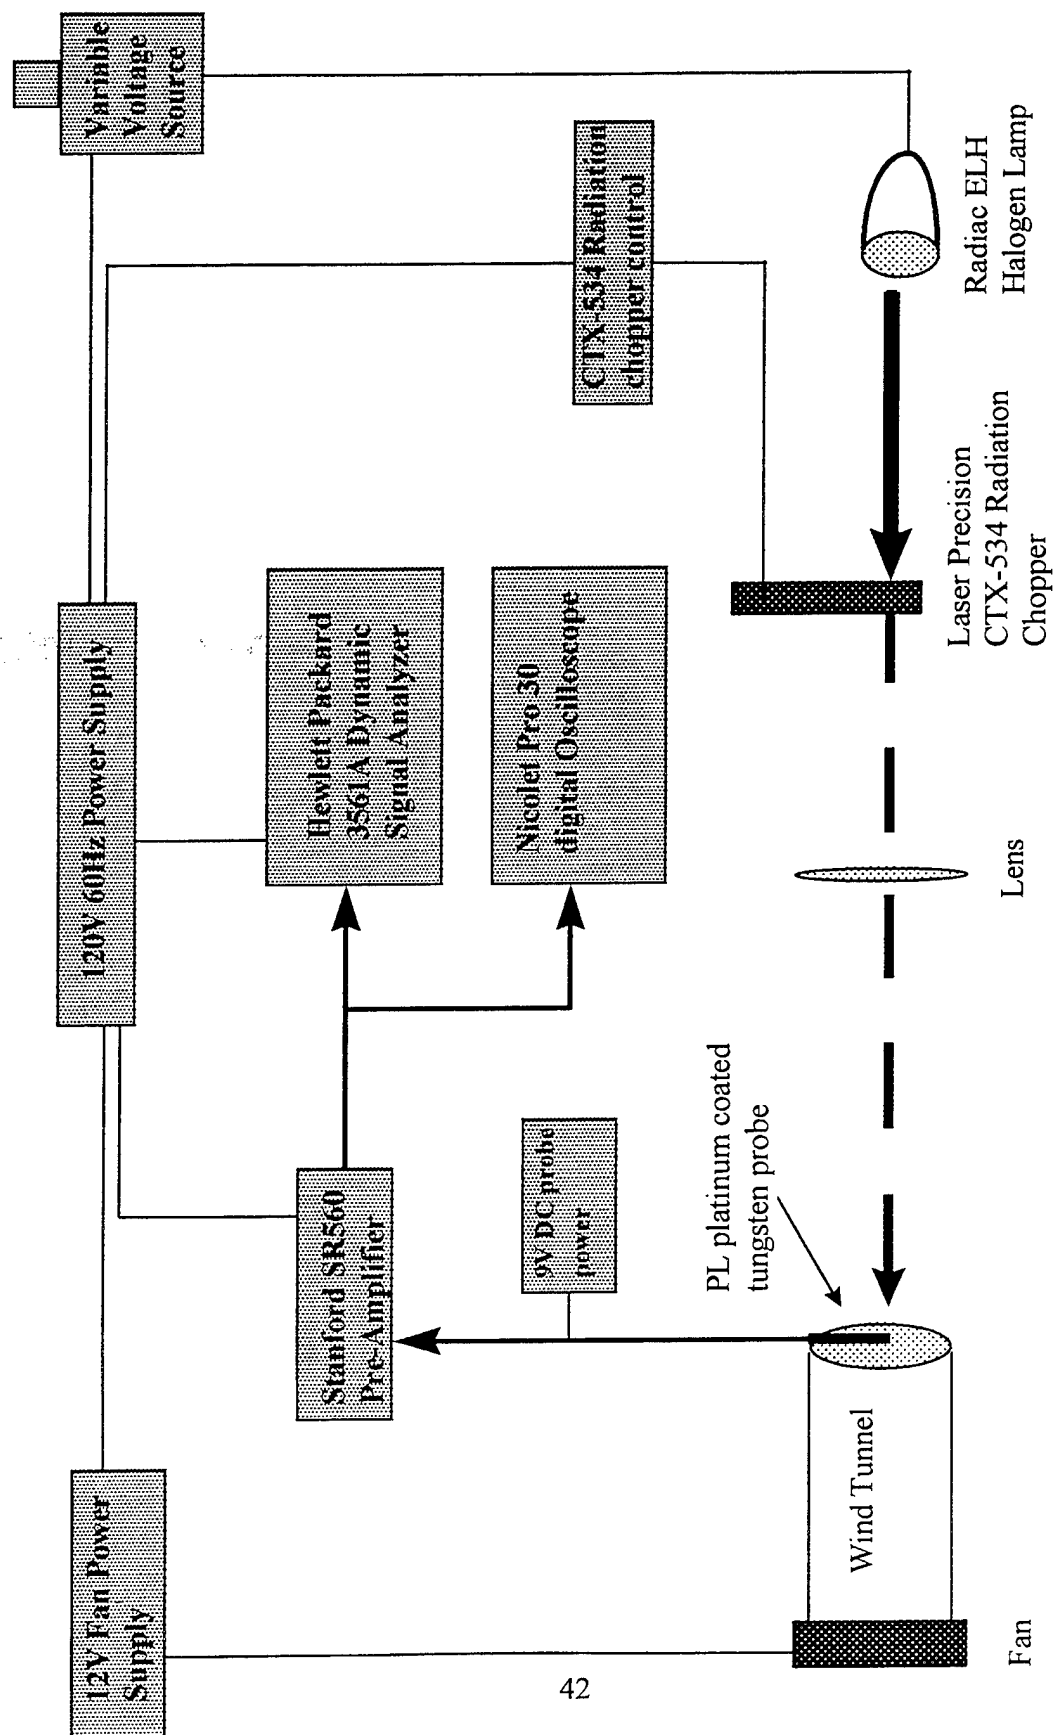 12V Fan Power
Supply
120V 60Hz Power Supply
Variable
Voltage
Source
Stanford SR560
Pre-Amplifier
Hewlett Packard
3561A Dynamic
Signal Analyzer
9V DC probe
power
Nicolet Pro 30
digital Oscilloscope
CTX-534 Radiation
chopper control
PL platinum coated
tungsten probe
Wind Tunnel
Fan
Lens
Laser Precision
CTX-534 Radiation
Chopper
Radiac ELH
Halogen Lamp
42